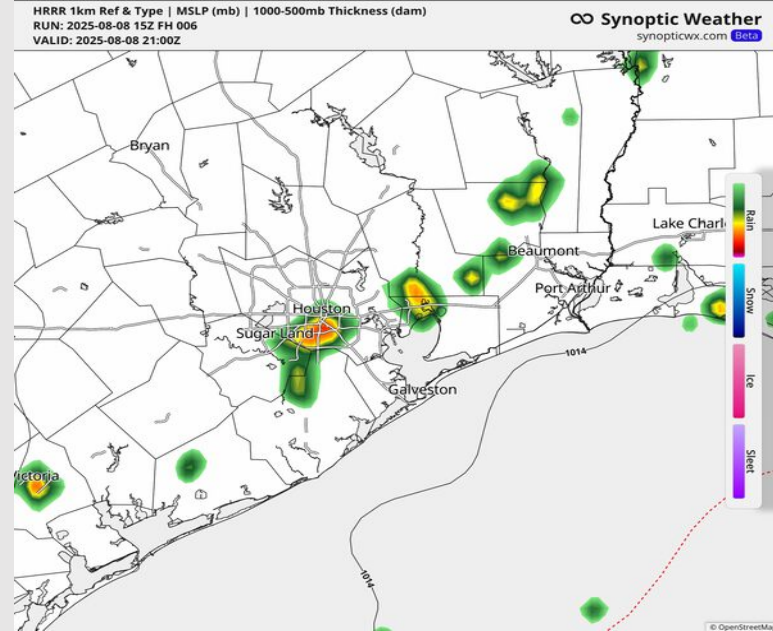 HRRR 1km Ref & Type | MSLP (mb) | 1000-500mb Thickness (dam)
RUN: 2025-08-08 15Z FH 006
VALID: 2025-08-08 21:00Z
Synoptic Weather
synopticwx.com Beta
Bryan
Lake Charl
Beaumont
Port Arthur
Houston
Sugar Land
Galveston
1014
ictoria
1014
Rain
Snow
Ice
Sleet
© OpenStreetMa